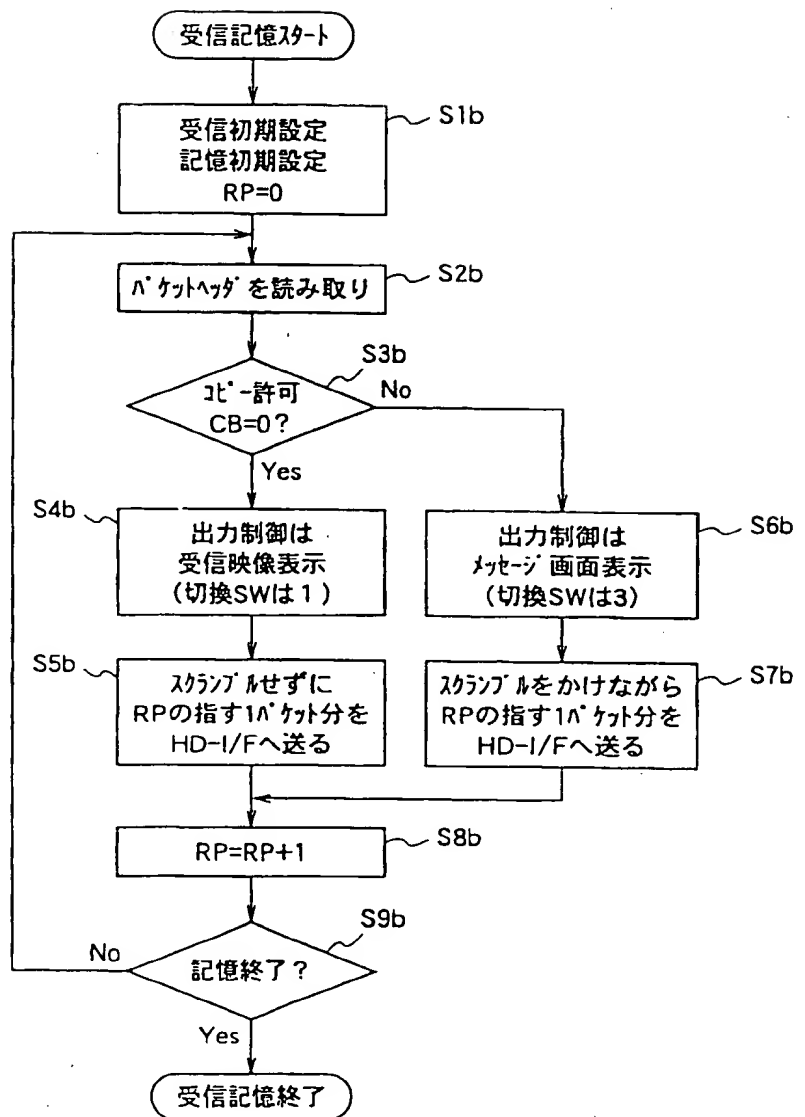 受信記憶スタート
S1b
受信初期設定
記憶初期設定
RP=0
パケットヘッダを読み取り
S2b
S3b
コピー許可
CB=0?
No
Yes
S4b
出力制御は
受信映像表示
(切換SWは1)
出力制御は
メッセージ画面表示
(切換SWは3)
S6b
S5b
スクランブルせずに
RPの指す1パケット分を
HD-I/Fへ送る
スクランブルをかけながら
RPの指す1パケット分を
HD-I/Fへ送る
S7b
RP=RP+1
S8b
S9b
No
記憶終了?
Yes
受信記憶終了